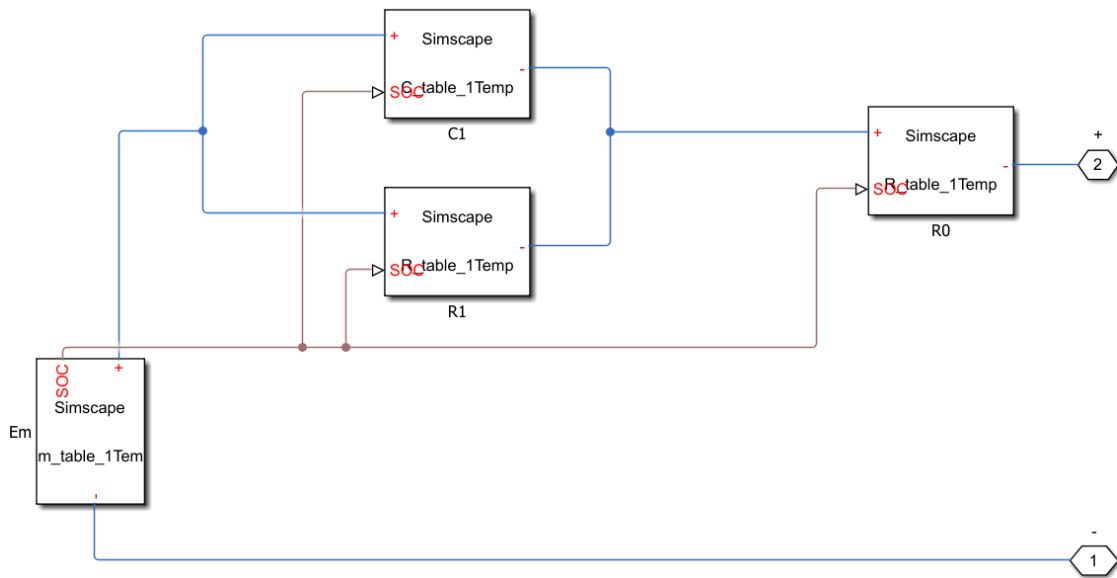 Simscape
+
-
SOC
C_table_1Temp
C1
Simscape
+
-
SOC
R_table_1Temp
R1
Simscape
+
-
SOC
R_table_1Temp
R0
+
2
SOC
+
Simscape
Em
m_table_1Tem
-
-
1